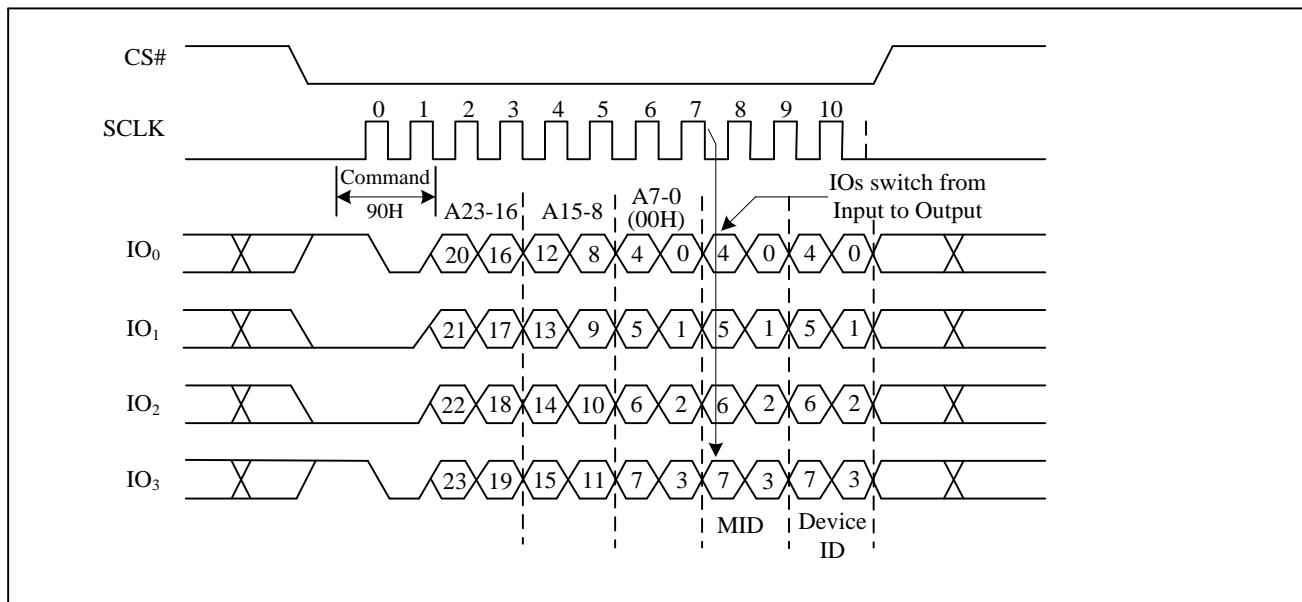 CS#
0 1 2 3 4 5 6 7 8 9 10
SCLK
Command
90H
A23-16
A15-8
A7-0
(00H)
IOs switch from
Input to Output
IO₀ 20 16 12 8 4 0 4 0 4 0
IO₁ 21 17 13 9 5 1 5 1 5 1
IO₂ 22 18 14 10 6 2 6 2 6 2
IO₃ 23 19 15 11 7 3 7 3 7 3
MID
Device
ID